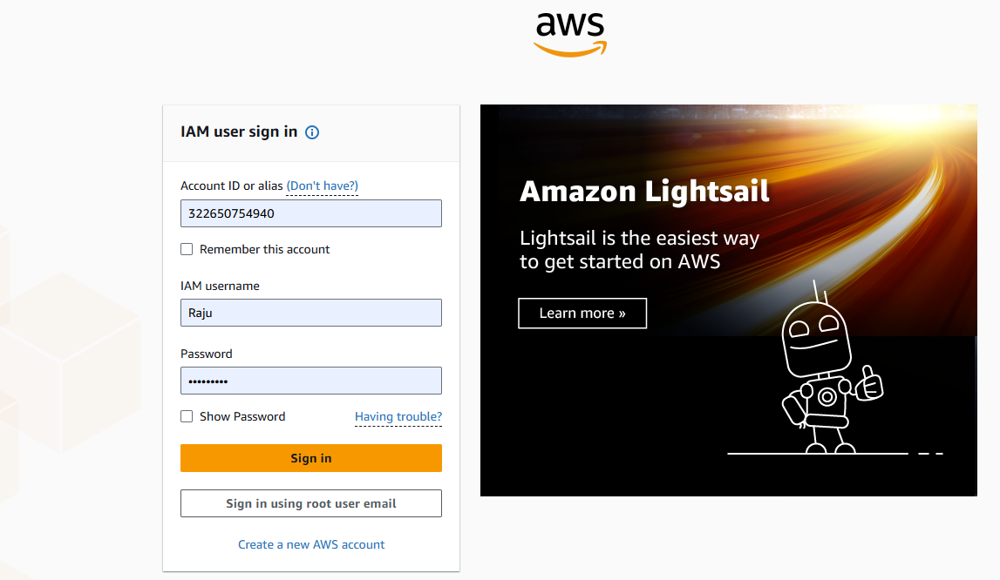 aws
IAM user sign in
Account ID or alias (Don't have?)
322650754940
Remember this account
IAM username
Raju
Password
•••••••••
Show Password
Having trouble?
Sign in
Sign in using root user email
Create a new AWS account
Amazon Lightsail
Lightsail is the easiest way
to get started on AWS
Learn more »